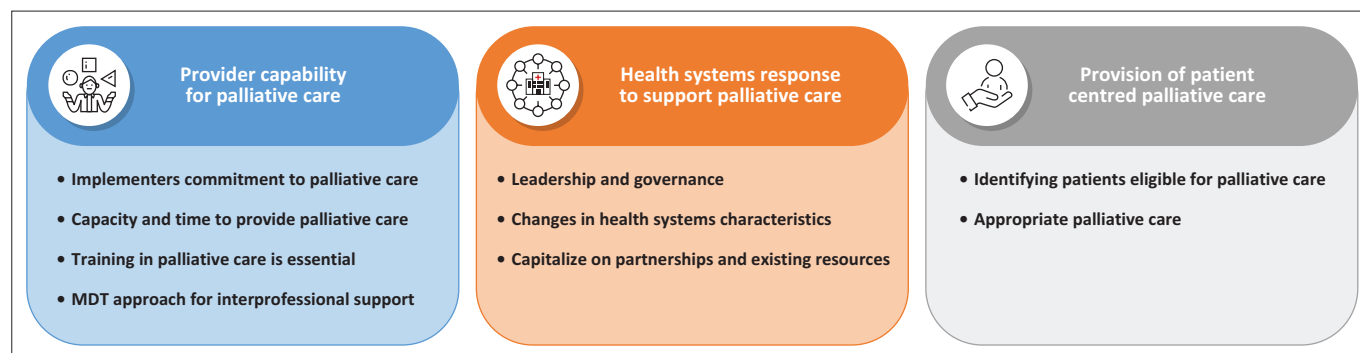 Provider capability
for palliative care
• Implementers commitment to palliative care
• Capacity and time to provide palliative care
• Training in palliative care is essential
• MDT approach for interprofessional support
Health systems response
to support palliative care
• Leadership and governance
• Changes in health systems characteristics
• Capitalize on partnerships and existing resources
Provision of patient
centred palliative care
• Identifying patients eligible for palliative care
• Appropriate palliative care